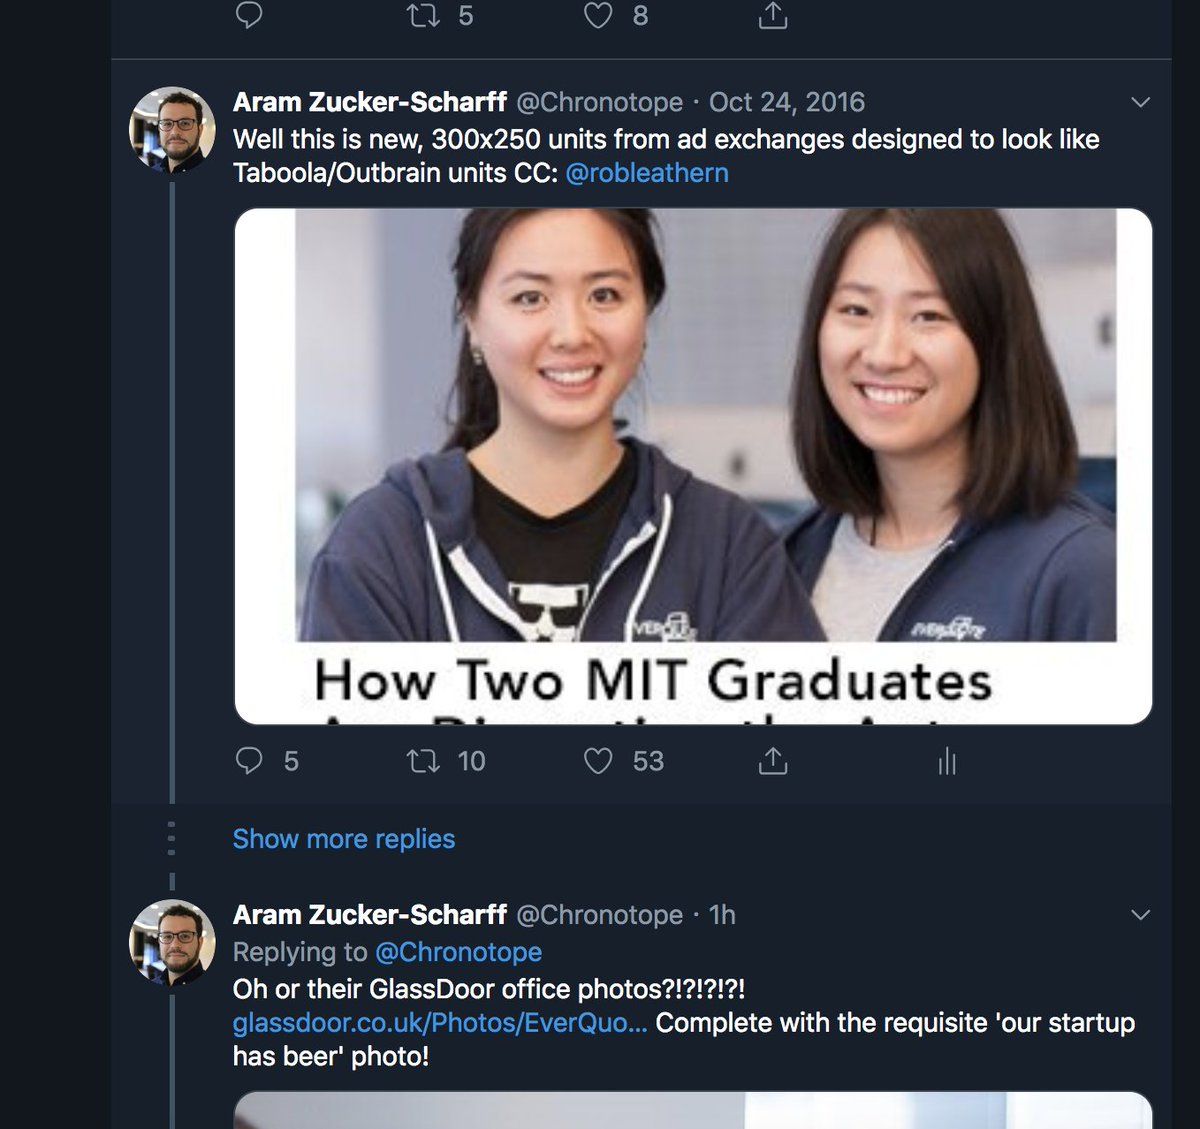 5 8
Aram Zucker-Scharff @Chronotope · Oct 24, 2016
Well this is new, 300x250 units from ad exchanges designed to look like
Taboola/Outbrain units CC: @robleathern
How Two MIT Graduates
5 10 53
Show more replies
Aram Zucker-Scharff @Chronotope · 1h
Replying to @Chronotope
Oh or their GlassDoor office photos?!?!?!?!
glassdoor.co.uk/Photos/EverQuo... Complete with the requisite 'our startup
has beer' photo!